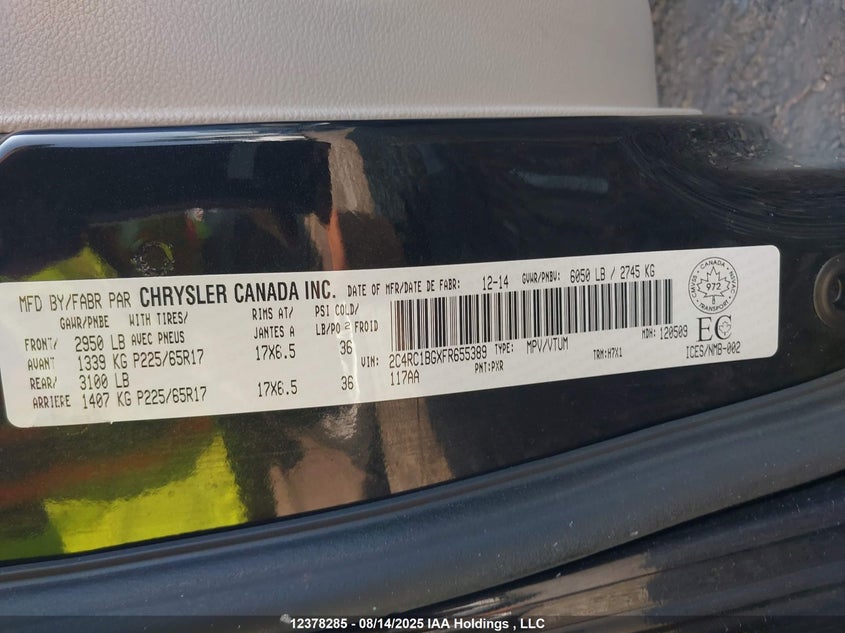 MFD BY/FABR PAR CHRYSLER CANADA INC. DATE OF MFR/DATE DE FABR: 12-14 GVWR/PNBV: 6050 LB / 2745 KG
GAWR/PNBE WITH TIRES/ RIMS AT/ PSI COLD/
FRONT/ 2950 LB AVEC PNEUS JANTES A LB/PO2 FROID
AVANT 1339 KG P225/65R17 17X6.5 36
REAR/ 3100 LB
ARRIERE 1407 KG P225/65R17 17X6.5 36
MDH: 120509
VIN: 2C4RC1BGXFR655389 TYPE: MPV/VTUM ICES/NMB-002
117AA PNT:PXR TRM:H7X1
CANADA
972
TRANSPORT
EC
12378285 - 08/14/2025 IAA Holdings , LLC